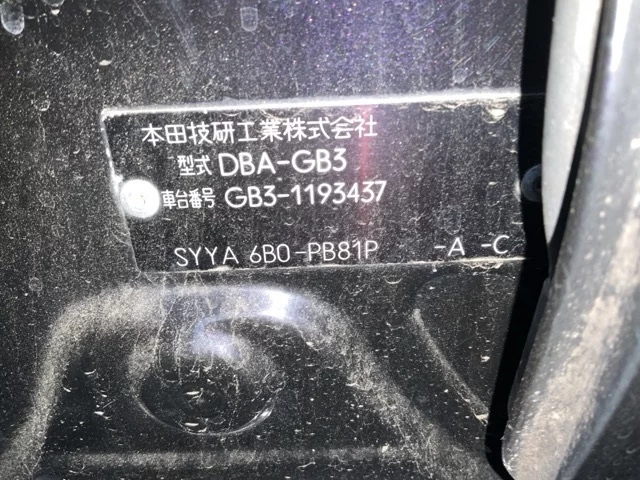 本田技研工業株式会社
型式 DBA-GB3
車台番号 GB3-1193437
SYYA 6B0-PB81P -A -C